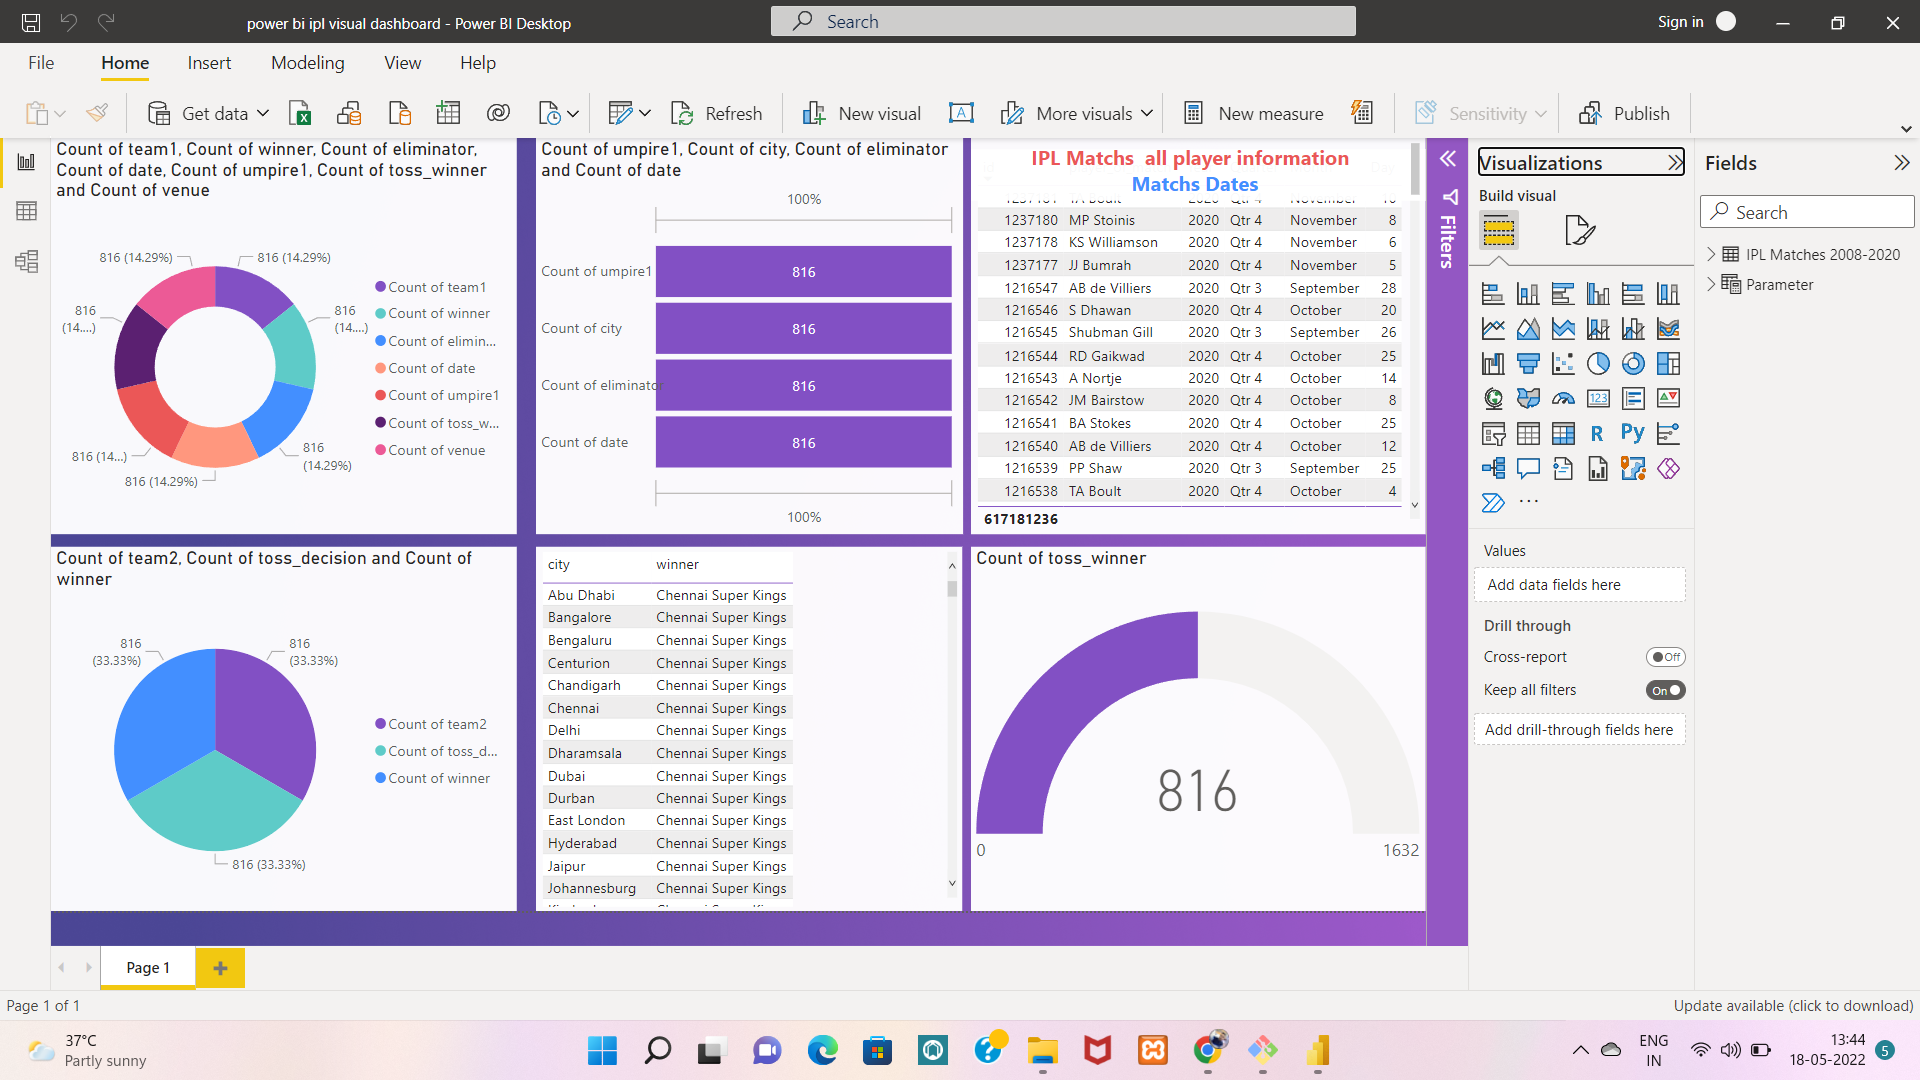 power bi ipl visual dashboard - Power BI Desktop
Search
Sign in
File Home Insert Modeling View Help
Get data
Refresh
New visual
More visuals
New measure
Sensitivity
Publish
Count of team1, Count of winner, Count of eliminator,
Count of date, Count of umpire1, Count of toss_winner
and Count of venue
816 (14.29%)
816 (14.29%)
816
(14....)
816
(14....)
816 (14...)
816
(14.29%)
816 (14.29%)
Count of team1
Count of winner
Count of elimin...
Count of date
Count of umpire1
Count of toss_w...
Count of venue
Count of umpire1, Count of city, Count of eliminator
and Count of date
100%
Count of umpire1 816
Count of city 816
Count of eliminator 816
Count of date 816
100%
IPL Matchs all player information
Matchs Dates
1237180 MP Stoinis 2020 Qtr 4 November 8
1237178 KS Williamson 2020 Qtr 4 November 6
1237177 JJ Bumrah 2020 Qtr 4 November 5
1216547 AB de Villiers 2020 Qtr 3 September 28
1216546 S Dhawan 2020 Qtr 4 October 20
1216545 Shubman Gill 2020 Qtr 3 September 26
1216544 RD Gaikwad 2020 Qtr 4 October 25
1216543 A Nortje 2020 Qtr 4 October 14
1216542 JM Bairstow 2020 Qtr 4 October 8
1216541 BA Stokes 2020 Qtr 4 October 25
1216540 AB de Villiers 2020 Qtr 4 October 12
1216539 PP Shaw 2020 Qtr 3 September 25
1216538 TA Boult 2020 Qtr 4 October 4
617181236
Count of team2, Count of toss_decision and Count of
winner
816
(33.33%)
816
(33.33%)
816 (33.33%)
Count of team2
Count of toss_d...
Count of winner
city winner
Abu Dhabi Chennai Super Kings
Bangalore Chennai Super Kings
Bengaluru Chennai Super Kings
Centurion Chennai Super Kings
Chandigarh Chennai Super Kings
Chennai Chennai Super Kings
Delhi Chennai Super Kings
Dharamsala Chennai Super Kings
Dubai Chennai Super Kings
Durban Chennai Super Kings
East London Chennai Super Kings
Hyderabad Chennai Super Kings
Jaipur Chennai Super Kings
Johannesburg Chennai Super Kings
Count of toss_winner
816
0
1632
Filters
Visualizations
Build visual
123
R
Py
...
Values
Add data fields here
Drill through
Cross-report
Off
Keep all filters
On
Add drill-through fields here
Fields
Search
IPL Matches 2008-2020
Parameter
Page 1
Page 1 of 1
Update available (click to download)
37°C
Partly sunny
ENG
IN
13:44
18-05-2022
5